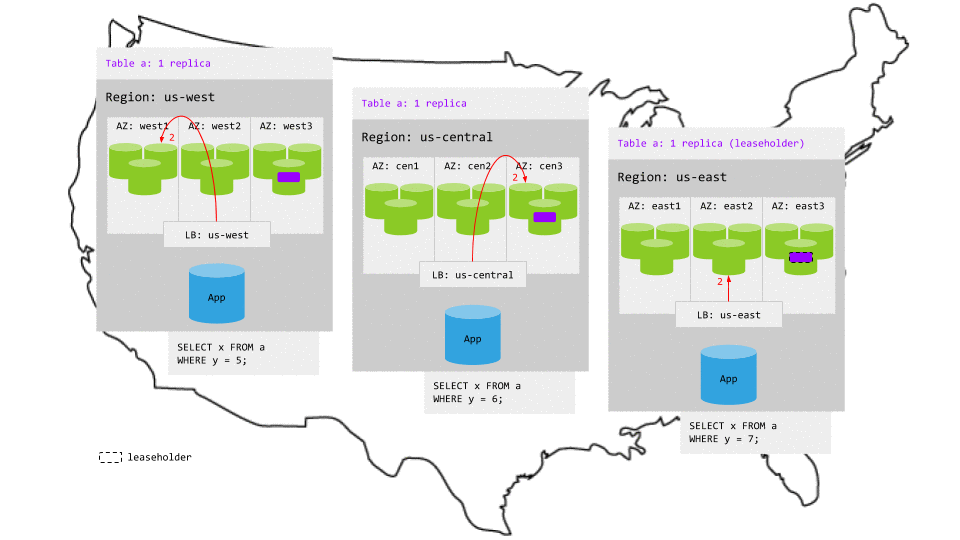 Table a: 1 replica
Region: us-west
AZ: west1 AZ: west2 AZ: west3
2
LB: us-west
App
SELECT x FROM a
WHERE y = 5;
Table a: 1 replica
Region: us-central
AZ: cen1 AZ: cen2 AZ: cen3
2
LB: us-central
App
SELECT x FROM a
WHERE y = 6;
Table a: 1 replica (leaseholder)
Region: us-east
AZ: east1 AZ: east2 AZ: east3
2
LB: us-east
App
SELECT x FROM a
WHERE y = 7;
leaseholder